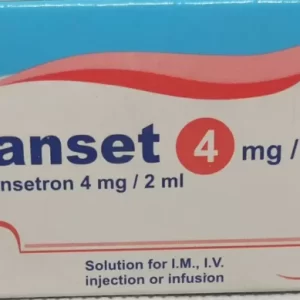 anset 4 mg /
nsetron 4 mg / 2 ml
Solution for I.M., I.V.
injection or infusion